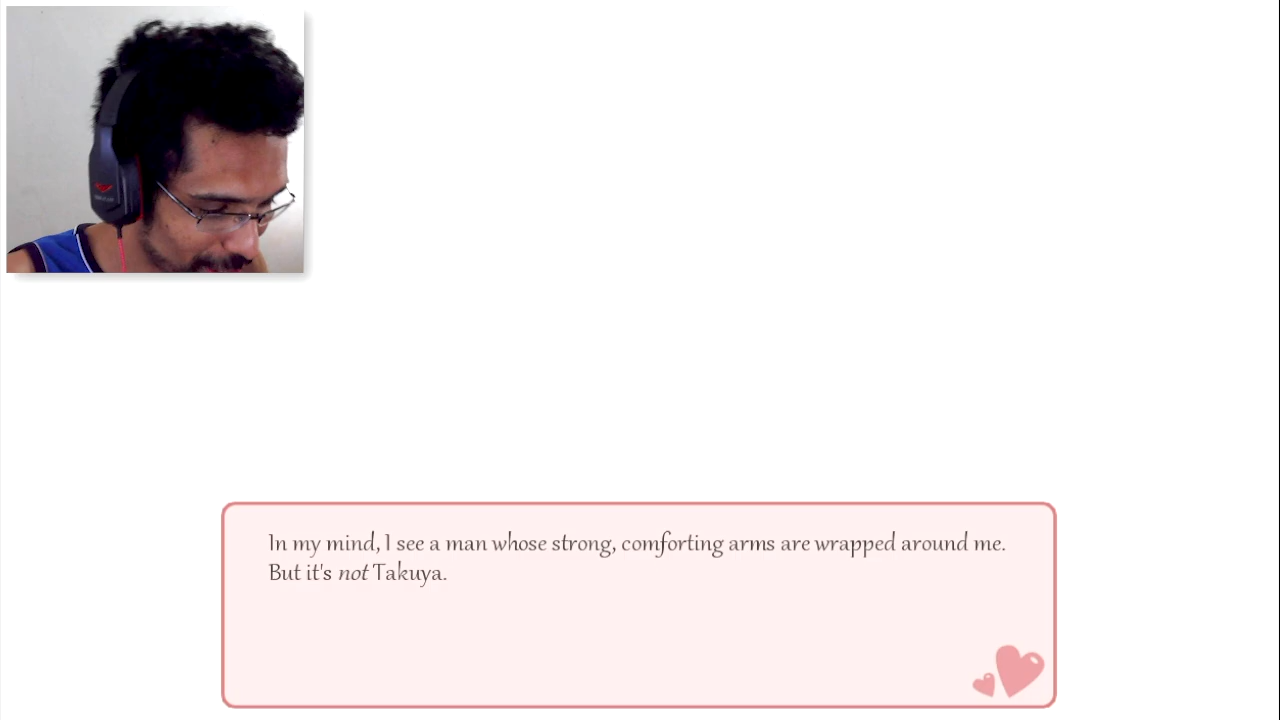 In my mind, I see a man whose strong, comforting arms are wrapped around me.
But it's not Takuya.